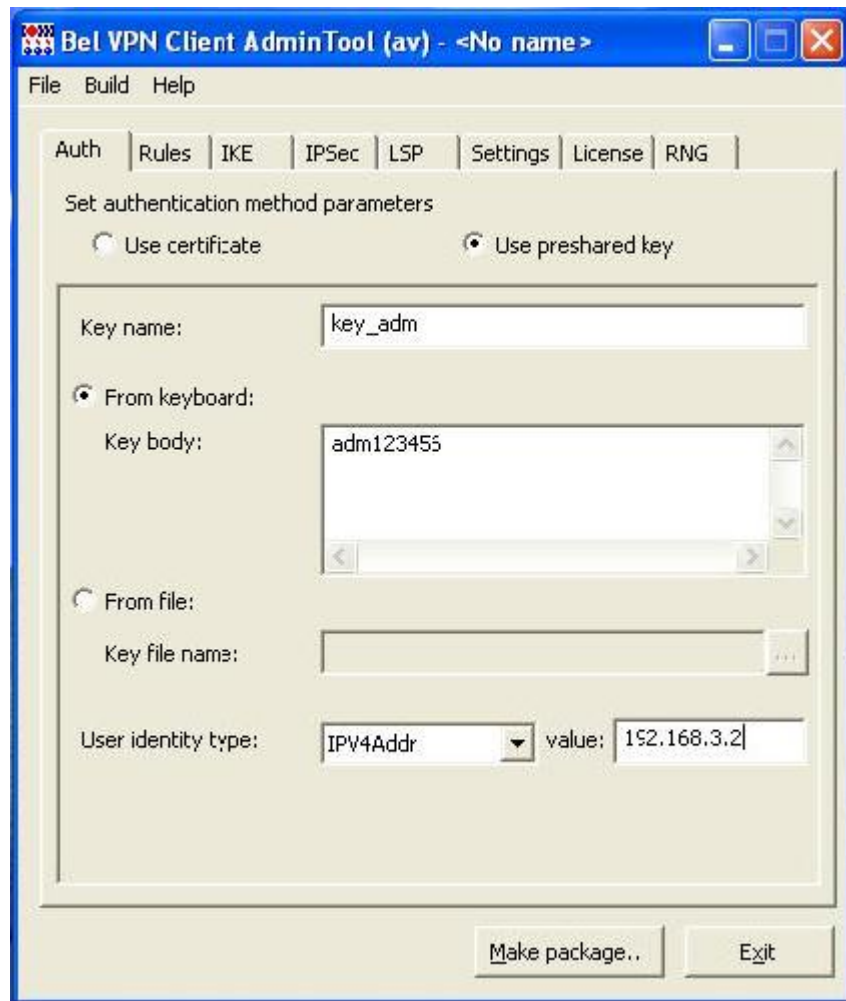 Bel VPN Client AdminTool (av) - <No name>
File Build Help
Auth Rules IKE IPSec LSP Settings License RNG
Set authentication method parameters
Use certificate Use preshared key
Key name: key_adm
From keyboard:
Key body: adm123456
From file:
Key file name: ...
User identity type: IPV4Addr value: 192.168.3.2
Make package.. Exit